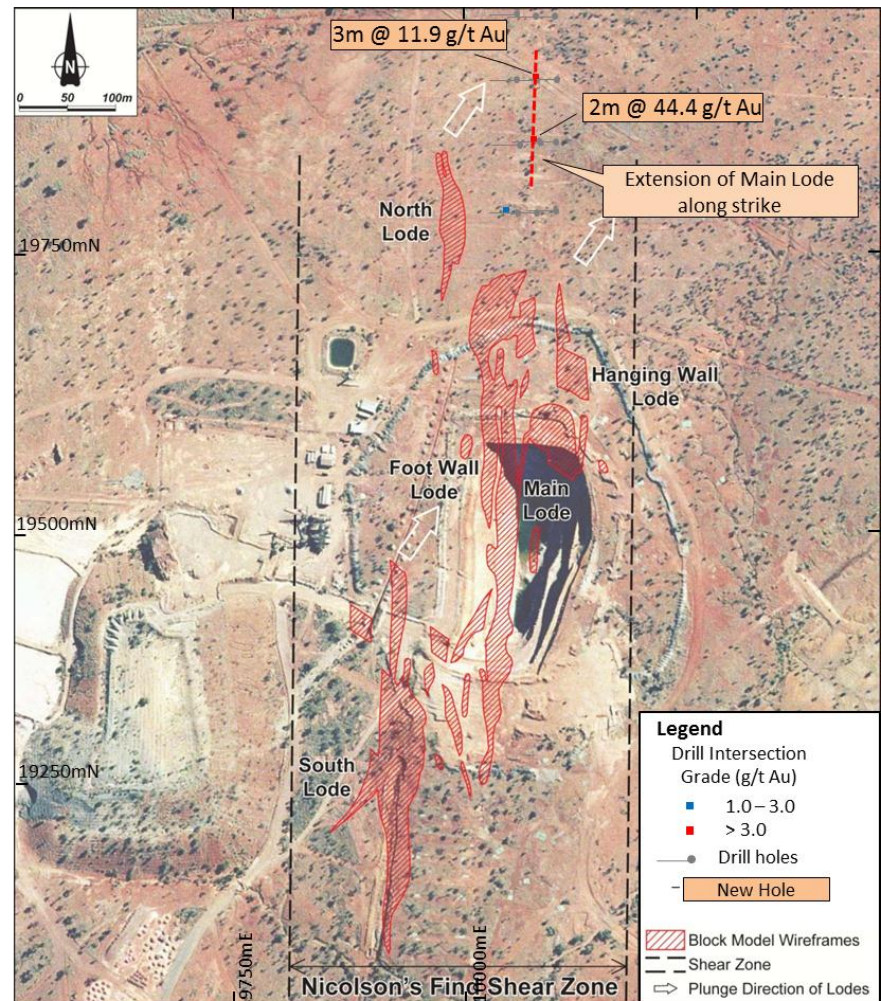 3m @ 11.9 g/t Au
N
0 50 100m
2m @ 44.4 g/t Au
Extension of Main Lode
along strike
North
Lode
19750mN
Hanging Wall
Lode
Foot Wall
Lode
Main
Lode
19500mN
South
Lode
19250mN
19750mE
10000mE
Nicolson's Find Shear Zone
Legend
Drill Intersection
Grade (g/t Au)
1.0 – 3.0
> 3.0
Drill holes
New Hole
Block Model Wireframes
Shear Zone
Plunge Direction of Lodes